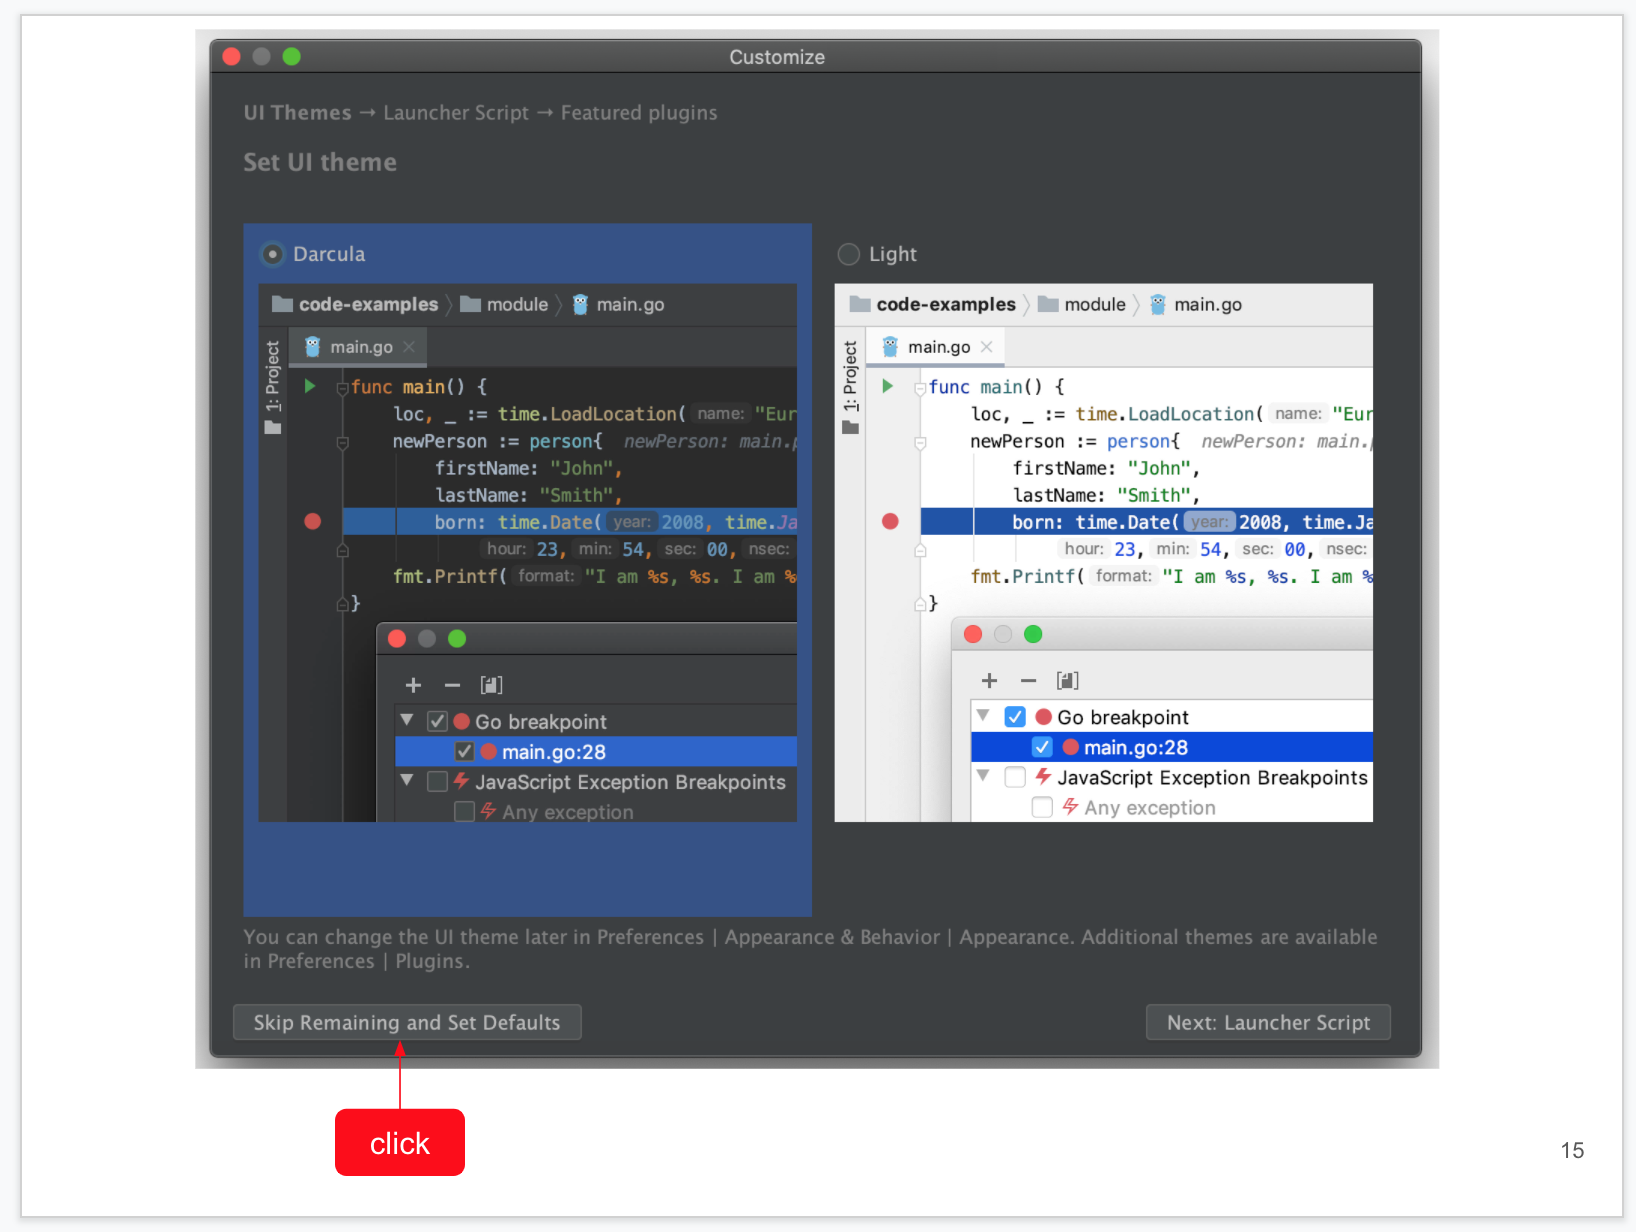 Customize
UI Themes → Launcher Script → Featured plugins
Set UI theme
Darcula
code-examples module main.go
main.go
1: Project
func main() {
loc, _ := time.LoadLocation( name: "Eur
newPerson := person{ newPerson: main.p
firstName: "John",
lastName: "Smith",
born: time.Date( year: 2008, time.Ja
hour: 23, min: 54, sec: 00, nsec:
fmt.Printf( format: "I am %s, %s. I am %
}
Go breakpoint
main.go:28
JavaScript Exception Breakpoints
Any exception
Light
code-examples module main.go
main.go
1: Project
func main() {
loc, _ := time.LoadLocation( name: "Eur
newPerson := person{ newPerson: main.p
firstName: "John",
lastName: "Smith",
born: time.Date( year: 2008, time.Ja
hour: 23, min: 54, sec: 00, nsec:
fmt.Printf( format: "I am %s, %s. I am %
}
Go breakpoint
main.go:28
JavaScript Exception Breakpoints
Any exception
You can change the UI theme later in Preferences | Appearance & Behavior | Appearance. Additional themes are available
in Preferences | Plugins.
Skip Remaining and Set Defaults
Next: Launcher Script
click
15